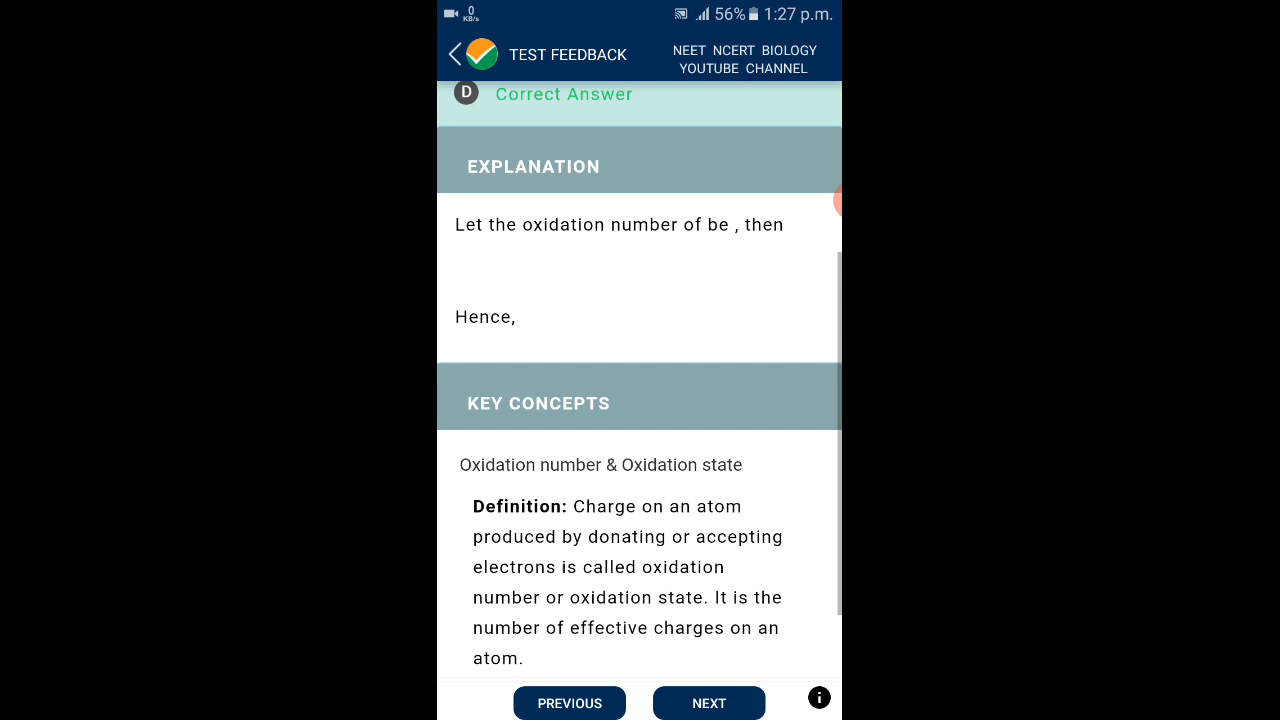 0
KB/s
56%
1:27 p.m.
TEST FEEDBACK
NEET NCERT BIOLOGY
YOUTUBE CHANNEL
D Correct Answer
EXPLANATION
Let the oxidation number of be , then
Hence,
KEY CONCEPTS
Oxidation number & Oxidation state
Definition: Charge on an atom
produced by donating or accepting
electrons is called oxidation
number or oxidation state. It is the
number of effective charges on an
atom.
PREVIOUS
NEXT
i